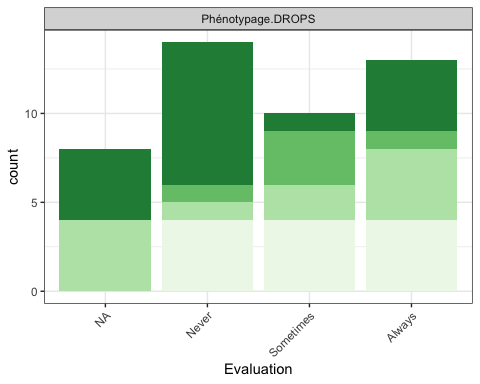 Phénotypage.DROPS
10
5
0
count
NA
Never
Sometimes
Always
Evaluation